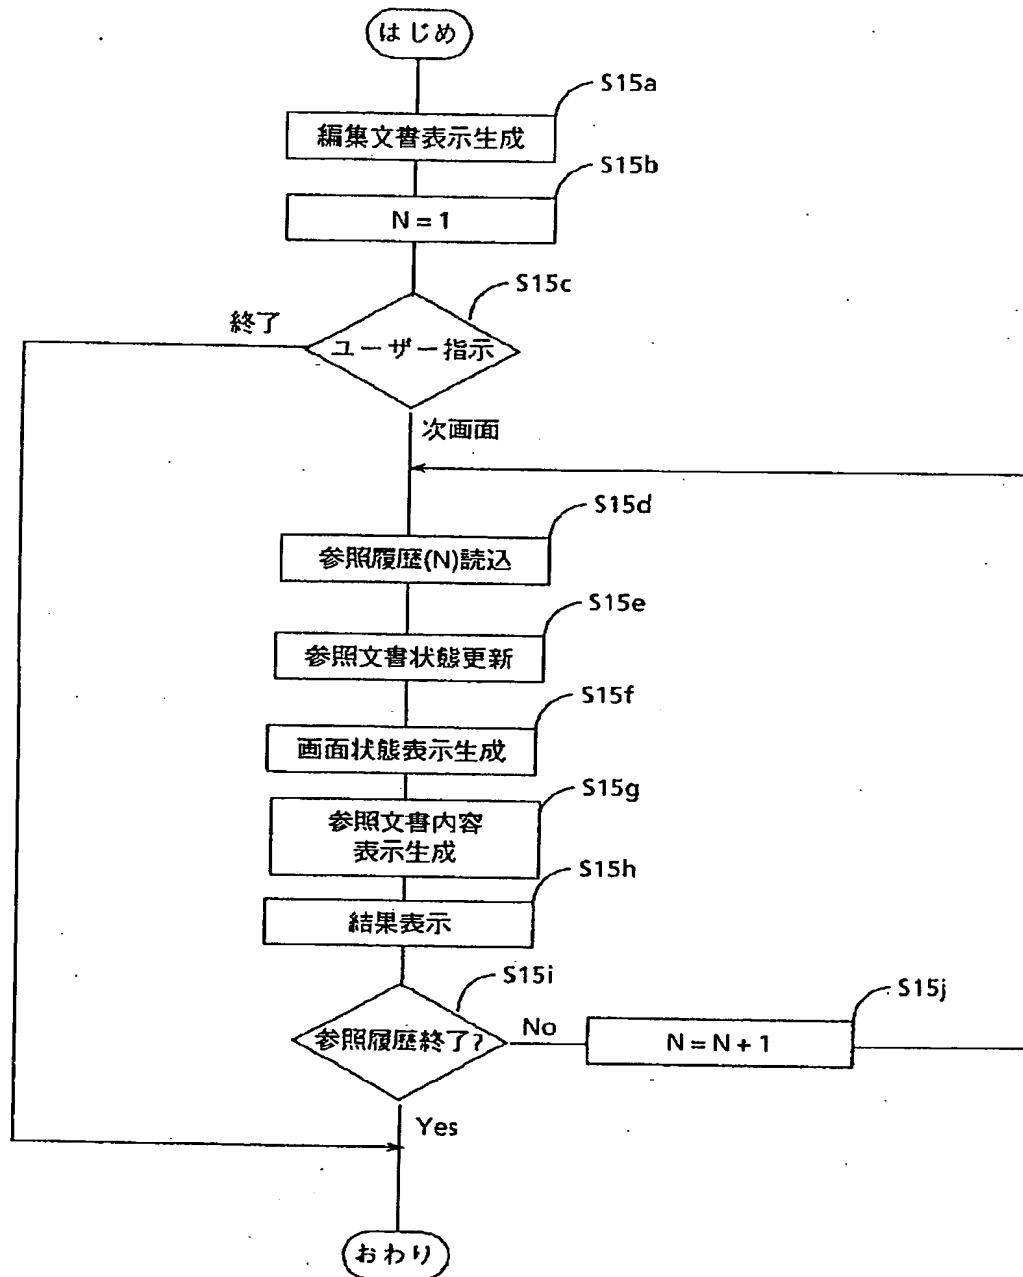 はじめ
S15a
編集文書表示生成
S15b
N = 1
S15c
終了
ユーザー指示
次画面
S15d
参照履歴(N)読込
S15e
参照文書状態更新
S15f
画面状態表示生成
S15g
参照文書内容
表示生成
S15h
結果表示
S15i
S15j
参照履歴終了?
No
N = N + 1
Yes
おわり